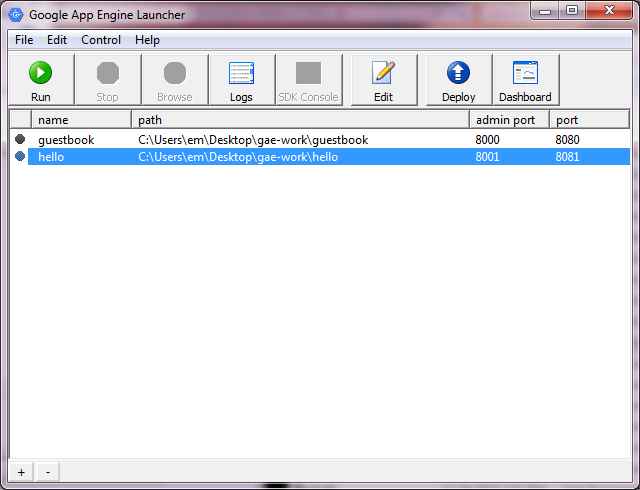 Google App Engine Launcher
File Edit Control Help
Run Stop Browse Logs SDK Console Edit Deploy Dashboard
name path admin port port
guestbook C:\Users\em\Desktop\gae-work\guestbook 8000 8080
hello C:\Users\em\Desktop\gae-work\hello 8001 8081
+ -